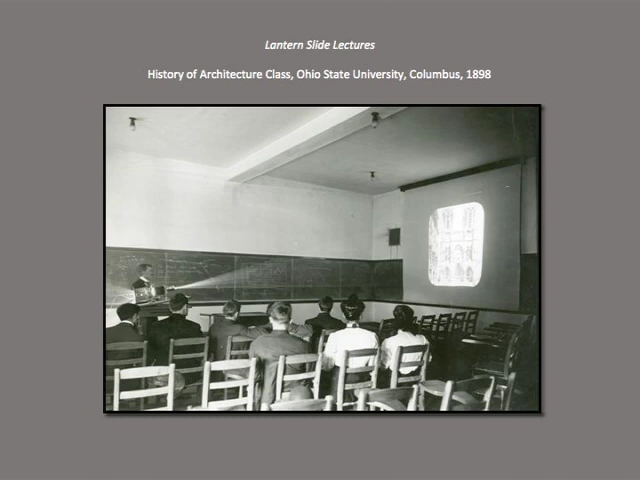 Lantern Slide Lectures
History of Architecture Class, Ohio State University, Columbus, 1898